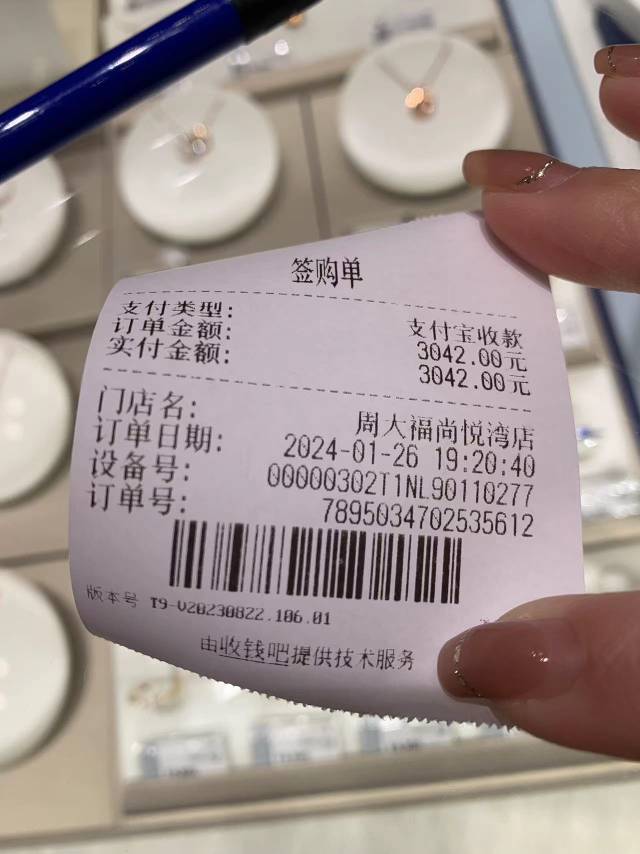 签购单
支付类型: 支付宝收款
订单金额: 3042.00元
实付金额: 3042.00元
门店名: 周大福尚悦湾店
订单日期: 2024-01-26 19:20:40
设备号: 00000302T1NL90110277
订单号: 7895034702535612
版本号 T9-V20230822.106.01
由收钱吧提供技术服务